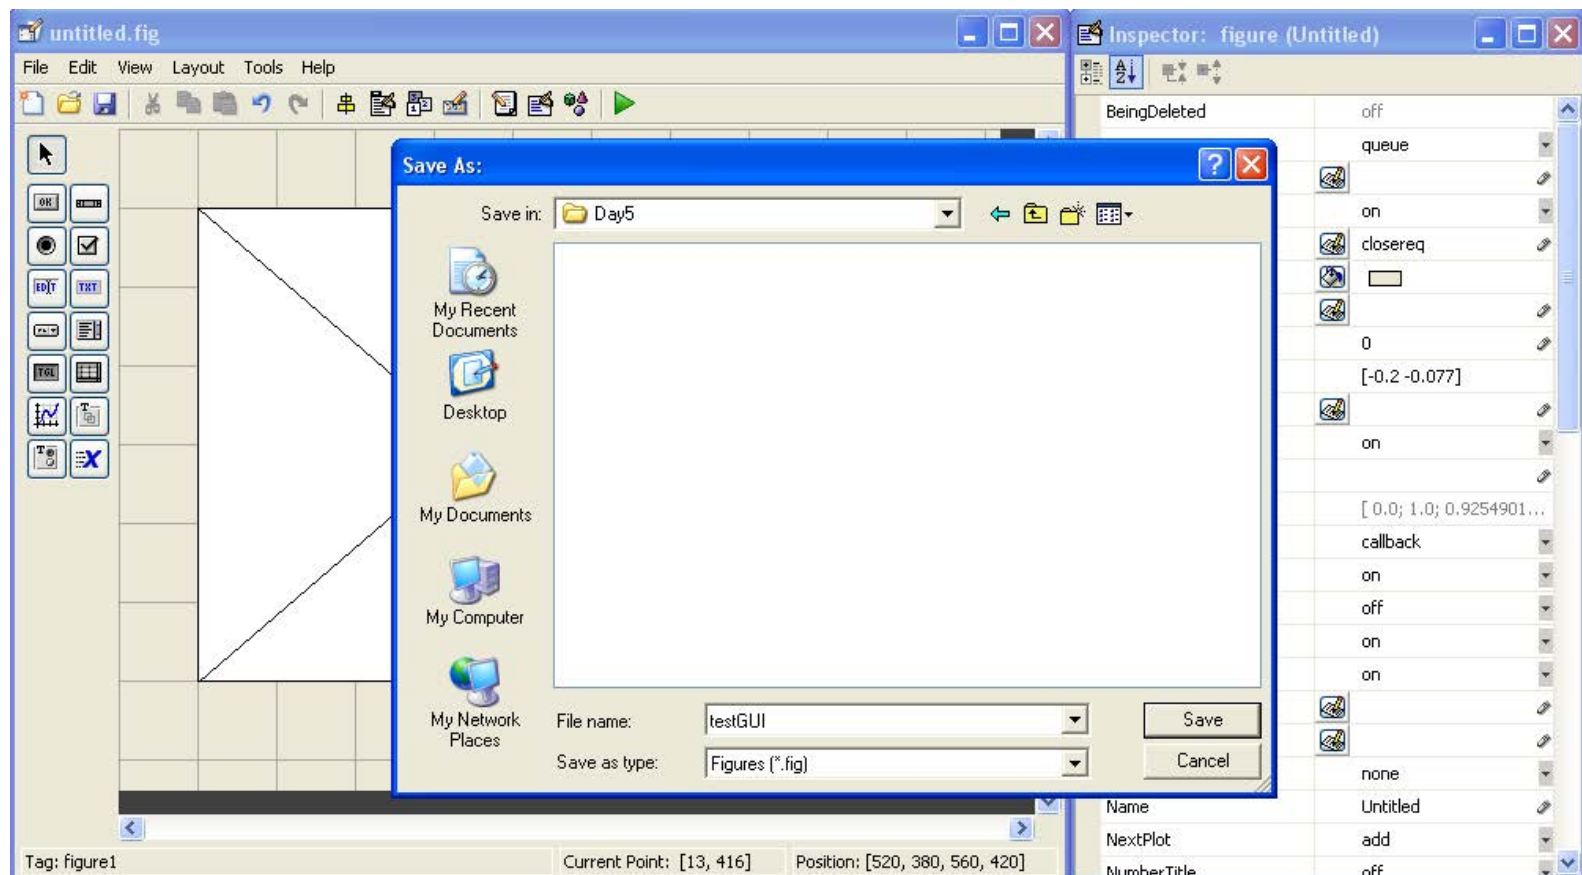 untitled.fig
File Edit View Layout Tools Help
OK
EDIT TXT
TGL
Tag: figure1
Current Point: [13, 416]
Position: [520, 380, 560, 420]
Save As:
Save in: Day5
My Recent
Documents
Desktop
My Documents
My Computer
My Network
Places
File name: testGUI
Save
Save as type: Figures (*.fig)
Cancel
Inspector: figure (Untitled)
BeingDeleted off
queue
on
closereq
0
[-0.2 -0.077]
on
[ 0.0; 1.0; 0.9254901...
callback
on
off
on
on
none
Name Untitled
NextPlot add
NumberTitle off